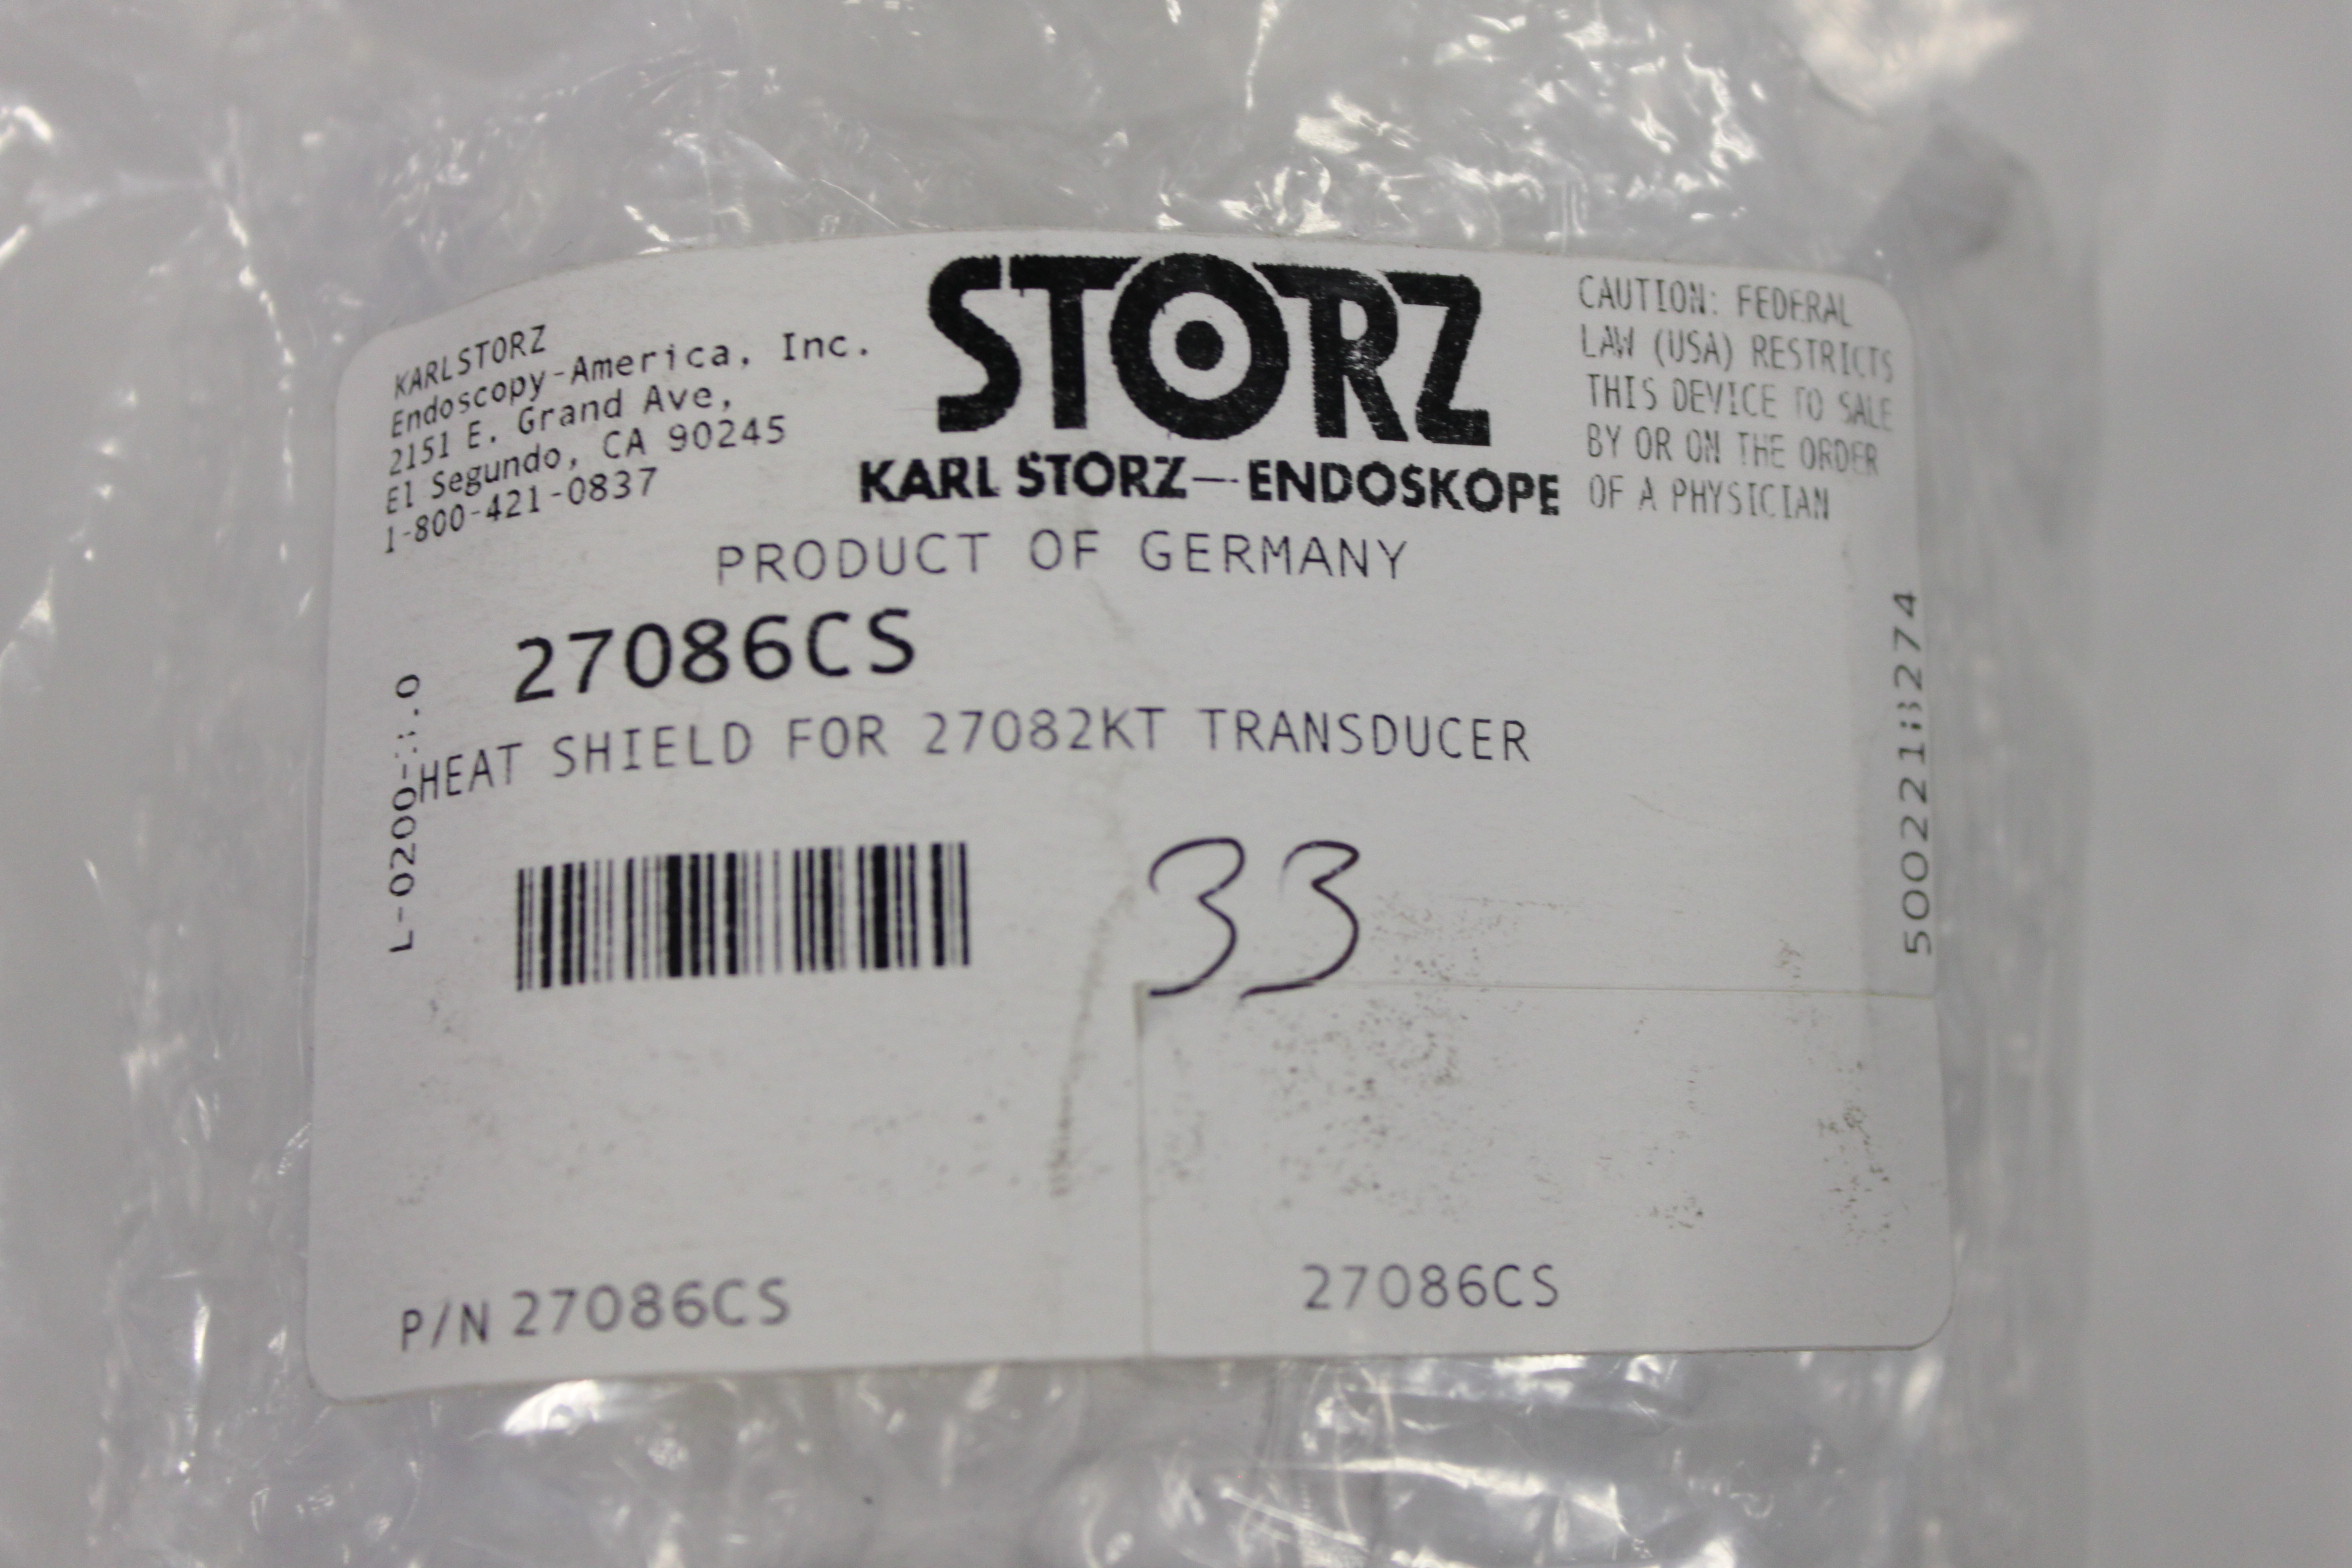 KARL STORZ
Endoscopy-America, Inc.
2151 E. Grand Ave,
El Segundo, CA 90245
1-800-421-0837
STORZ
KARL STORZ—ENDOSKOPE
CAUTION: FEDERAL
LAW (USA) RESTRICTS
THIS DEVICE TO SALE
BY OR ON THE ORDER
OF A PHYSICIAN
PRODUCT OF GERMANY
27086CS
HEAT SHIELD FOR 27082KT TRANSDUCER
33
P/N 27086CS
27086CS